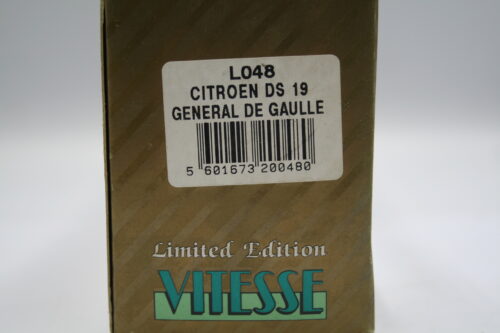 L048
CITROEN DS 19
GENERAL DE GAULLE
5 601673 200480
Limited Edition
VITESSE